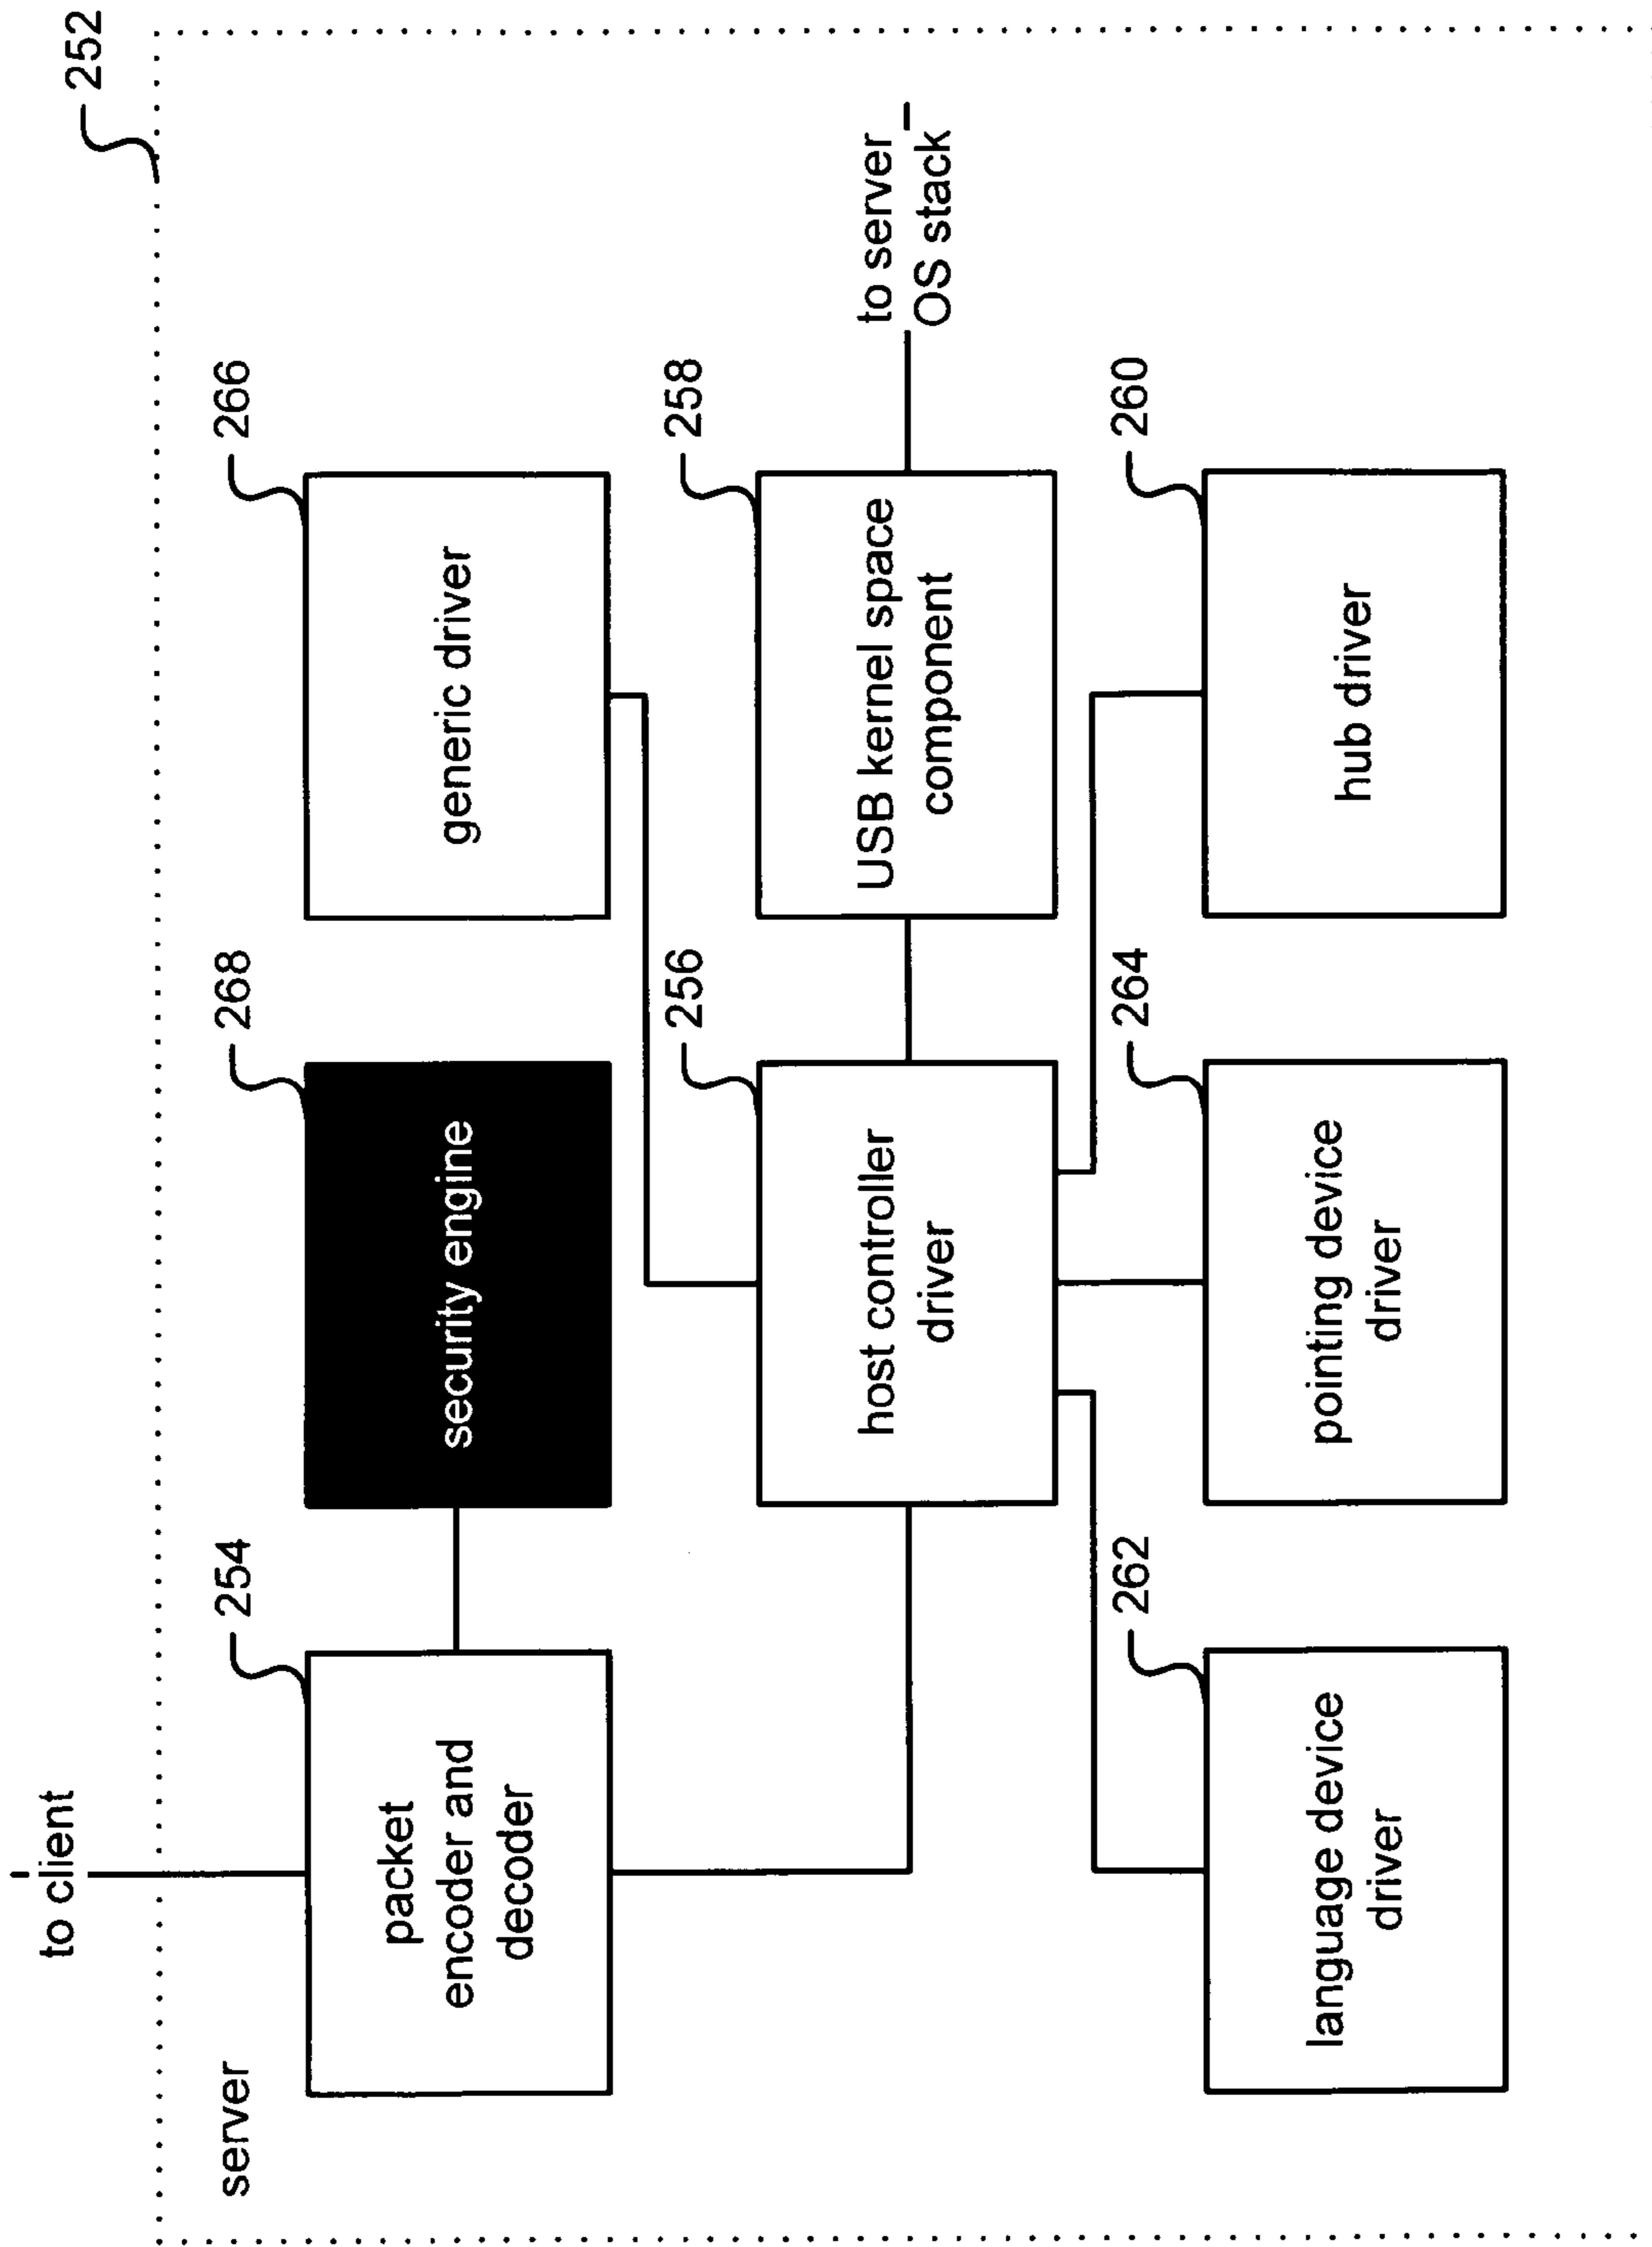 to client
252
server
254
268
266
packet
encoder and
decoder
security engine
generic driver
256
258
host controller
driver
USB kernel space
component
to server
OS stack
262
264
260
language device
driver
pointing device
driver
hub driver